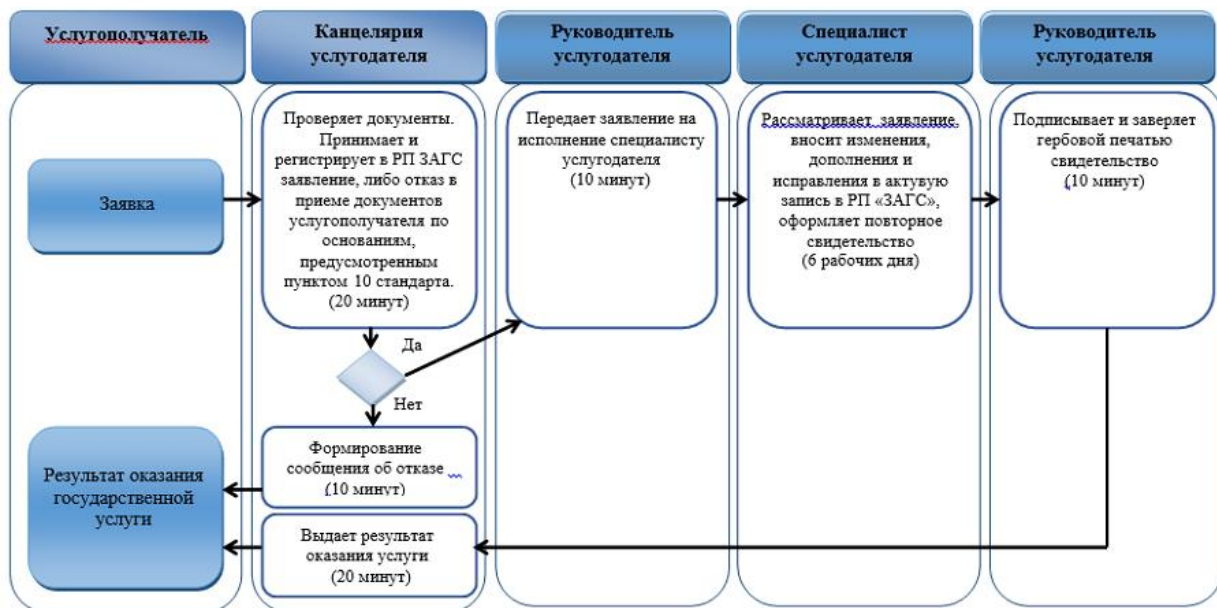 Услугополучатель
Канцелярия
услугодателя
Руководитель
услугодателя
Специалист
услугодателя
Руководитель
услугодателя
Заявка
Проверяет документы.
Принимает и
регистрирует в РП ЗАГС
заявление, либо отказ в
приеме документов
услугополучателя по
основаниям,
предусмотренным
пунктом 10 стандарта.
(20 минут)
Передает заявление на
исполнение специалисту
услугодателя
(10 минут)
Рассматривает заявление,
вносит изменения,
дополнения и
исправления в актувую
запись в РП «ЗАГС»,
оформляет повторное
свидетельство
(6 рабочих дня)
Подписывает и заверяет
гербовой печатью
свидетельство
(10 минут)
Да
Нет
Формирование
сообщения об отказе
(10 минут)
Результат оказания
государственной
услуги
Выдает результат
оказания услуги
(20 минут)